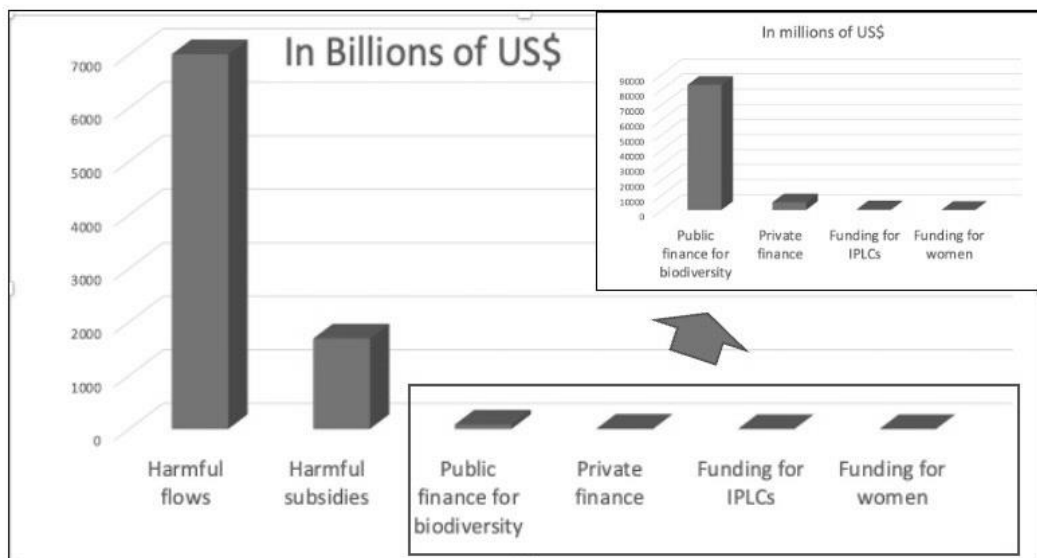 In Billions of US$
7000
6000
5000
4000
3000
2000
1000
0
Harmful
flows
Harmful
subsidies
Public
finance for
biodiversity
Private
finance
Funding for
IPLCs
Funding for
women
In millions of US$
90000
80000
70000
60000
50000
40000
30000
20000
10000
0
Public
finance for
biodiversity
Private
finance
Funding for
IPLCs
Funding for
women